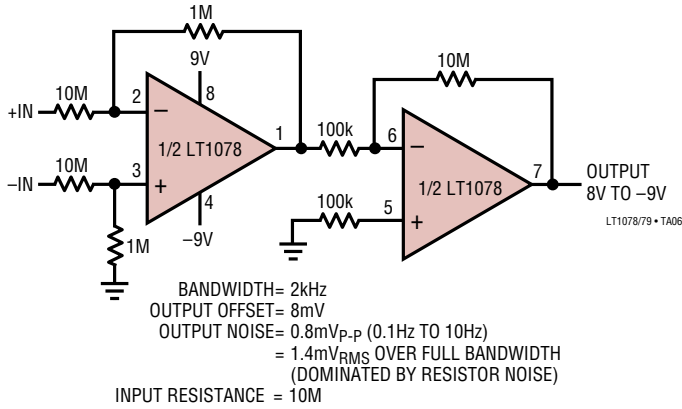 1M
9V
10M
10M
+IN
2
8
–
1/2 LT1078
1
100k
6
–
10M
–IN
3
+
1/2 LT1078
7
OUTPUT
8V TO –9V
4
100k
5
+
LT1078/79 • TA06
1M
–9V
BANDWIDTH= 2kHz
OUTPUT OFFSET= 8mV
OUTPUT NOISE= 0.8mVP-P (0.1Hz TO 10Hz)
= 1.4mVRMS OVER FULL BANDWIDTH
(DOMINATED BY RESISTOR NOISE)
INPUT RESISTANCE = 10M